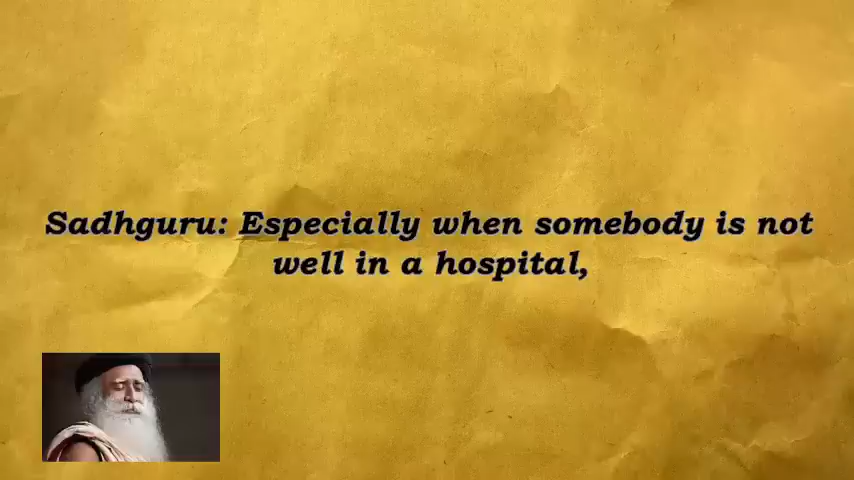 Sadhguru: Especially when somebody is not
well in a hospital,